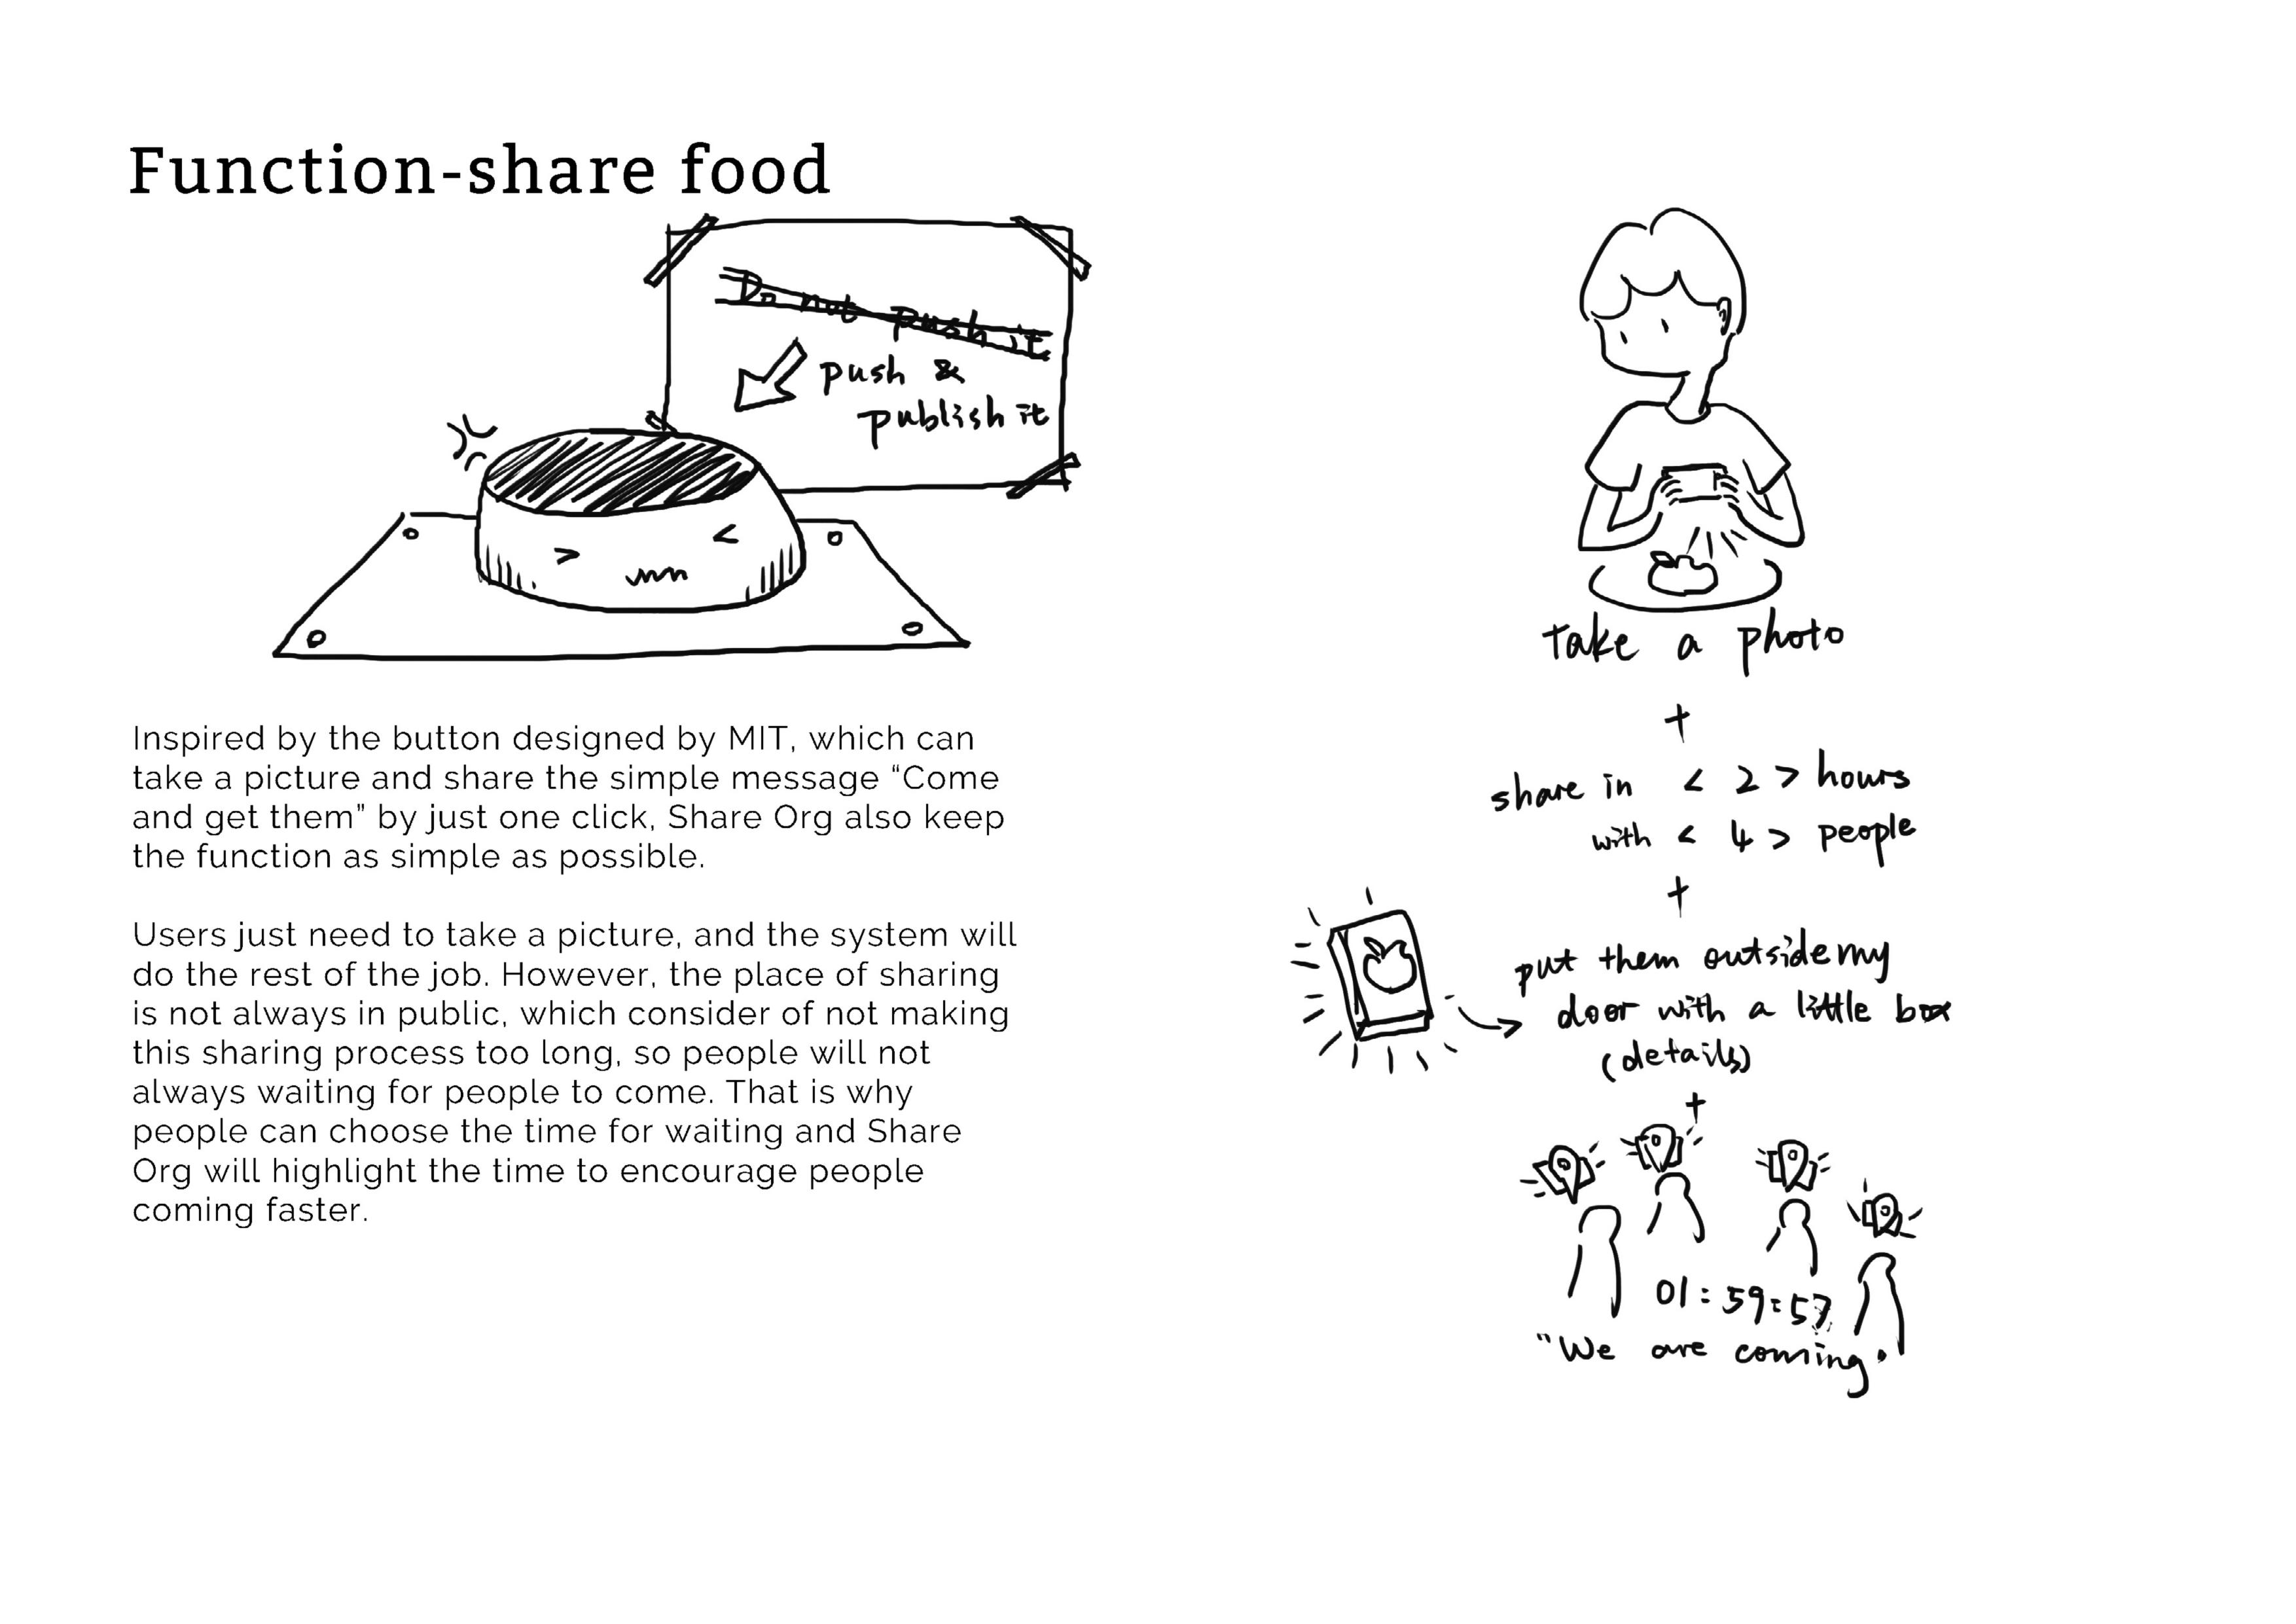 Function-share food
Do not push it
push &
publish it
Inspired by the button designed by MIT, which can
take a picture and share the simple message “Come
and get them” by just one click, Share Org also keep
the function as simple as possible.
Users just need to take a picture, and the system will
do the rest of the job. However, the place of sharing
is not always in public, which consider of not making
this sharing process too long, so people will not
always waiting for people to come. That is why
people can choose the time for waiting and Share
Org will highlight the time to encourage people
coming faster.
take a photo
+
share in < 2 > hours
with < 4 > people
+
put them outside my
door with a little box
(details)
+
01:59:57
"We are coming."